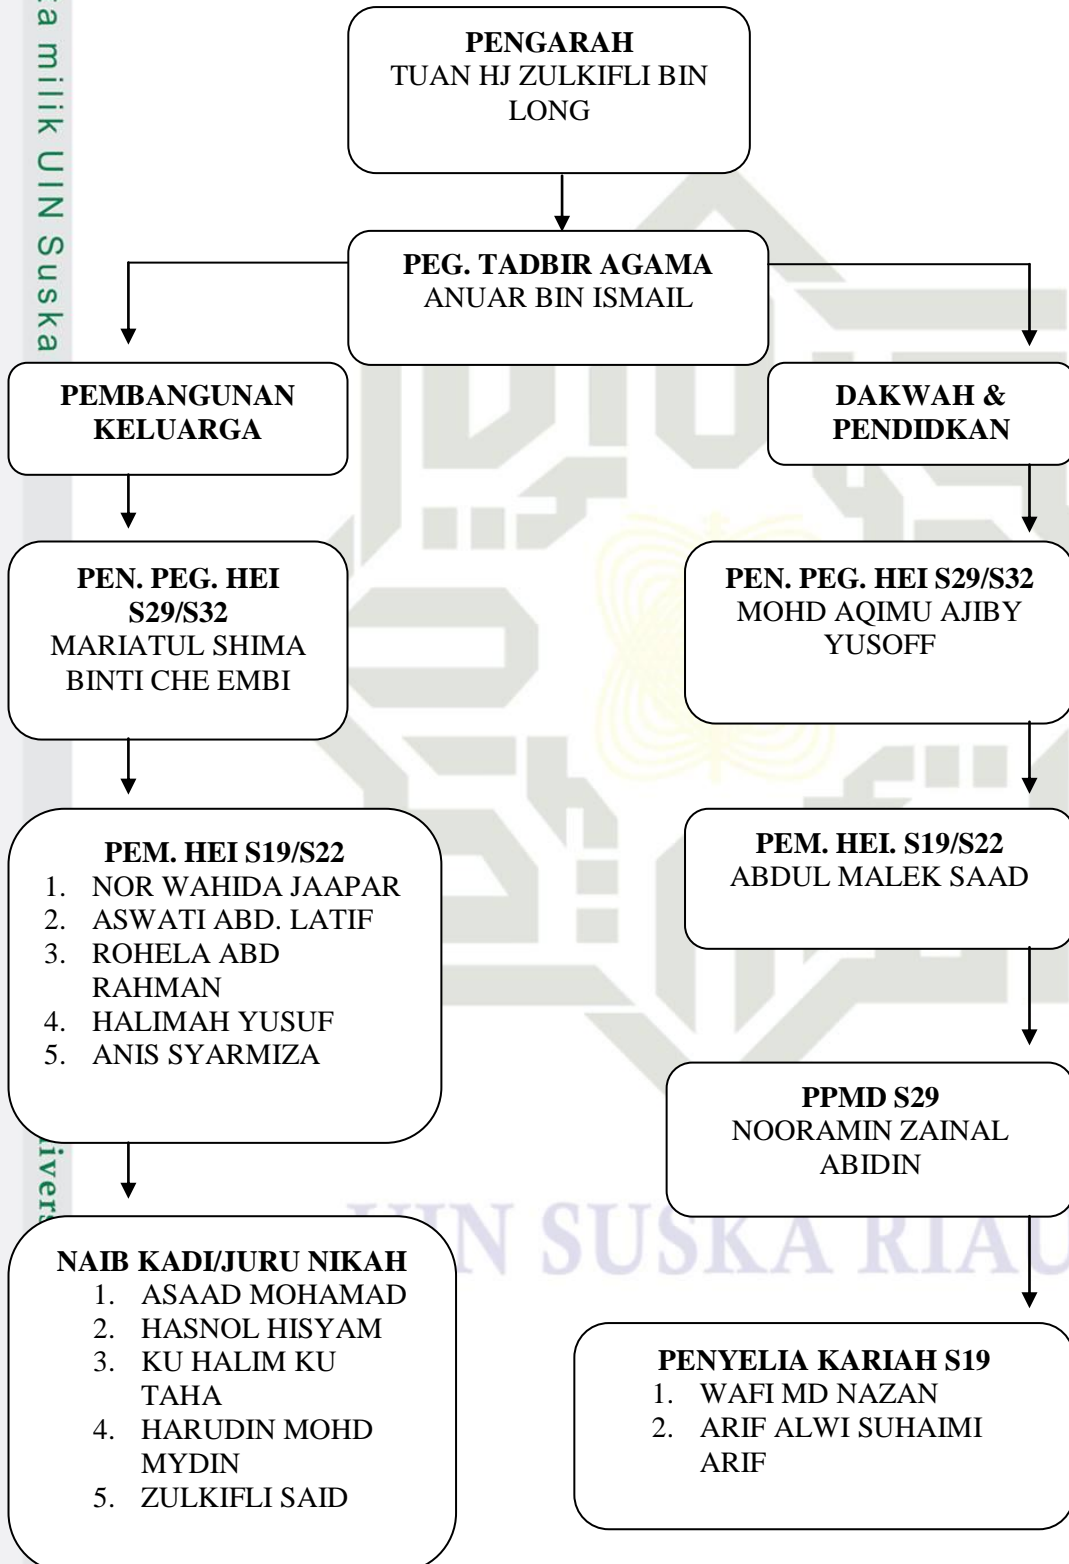 ka milik UIN Suska
PENGARAH
TUAN HJ ZULKIFLI BIN
LONG
PEG. TADBIR AGAMA
ANUAR BIN ISMAIL
PEMBANGUNAN
KELUARGA
DAKWAH &
PENDIDKAN
PEN. PEG. HEI
S29/S32
MARIATUL SHIMA
BINTI CHE EMBI
PEN. PEG. HEI S29/S32
MOHD AQIMU AJIBY
YUSOFF
PEM. HEI S19/S22
1. NOR WAHIDA JAAPAR
2. ASWATI ABD. LATIF
3. ROHELA ABD
RAHMAN
4. HALIMAH YUSUF
5. ANIS SYARMIZA
PEM. HEI. S19/S22
ABDUL MALEK SAAD
PPMD S29
NOORAMIN ZAINAL
ABIDIN
NAIB KADI/JURU NIKAH
1. ASAAD MOHAMAD
2. HASNOL HISYAM
3. KU HALIM KU
TAHA
4. HARUDIN MOHD
MYDIN
5. ZULKIFLI SAID
PENYELIA KARIAH S19
1. WAFI MD NAZAN
2. ARIF ALWI SUHAIMI
ARIF
UIN SUSKA RIAU